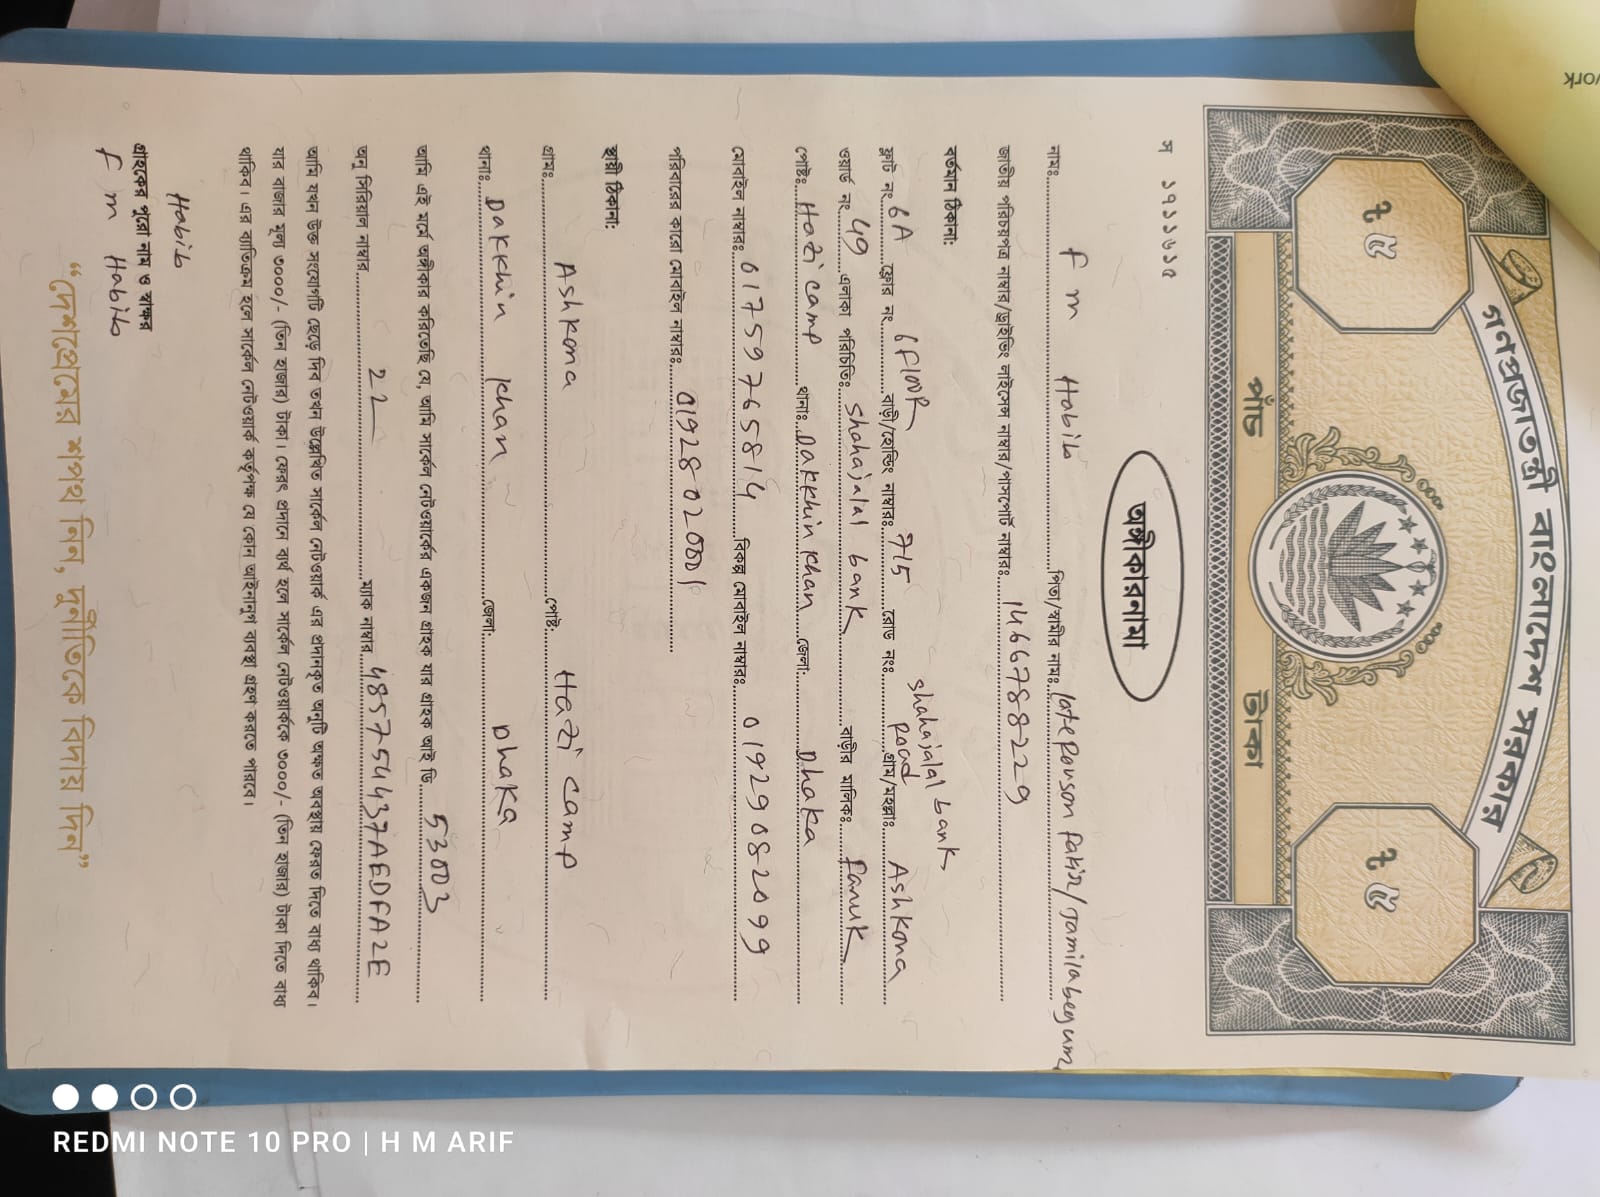 গণপ্রজাতন্ত্রী বাংলাদেশ সরকার
৳ ৫
৳ ৫
পাঁচ টাকা
স ১৭১১৬১৫
অঙ্গীকারনামা
নামঃ f m Habib পিতা/স্বামীর নামঃ late pouson Pakir/Jamila begum
জাতীয় পরিচয়পত্র নাম্বার/ড্রাইভিং লাইসেন্স নাম্বার/পাসপোর্ট নাম্বারঃ 1466788229
বর্তমান ঠিকানা:
ফ্লাট নং 6A ফ্লোর নং 6 FlooR বাড়ী/হোল্ডিং নাম্বারঃ 715 রোড নংঃ shahajalal bank Road গ্রাম/মহল্লাঃ Ashkona
ওয়ার্ড নং 49 এলাকা পরিচিতিঃ shahajalal bank বাড়ীর মালিকঃ Faruk
পোষ্টঃ Hazi camp থানাঃ Dakkhin khan জেলা: Dhaka
মোবাইল নাম্বারঃ 01759765814 বিকল্প মোবাইল নাম্বারঃ 01929082099
পরিবারের কারো মোবাইল নাম্বারঃ 01928020001
স্থায়ী ঠিকানা:
গ্রামঃ Ashkona পোষ্ট: Hazi camp
থানাঃ Dakkhin khan জেলা: Dhaka
আমি এই মর্মে অঙ্গীকার করিতেছি যে, আমি সার্কেল নেটওয়ার্কের একজন গ্রাহক যার গ্রাহক আই ডি 53003
অনু সিরিয়াল নাম্বার 22 ম্যাক নাম্বার 485754437AEDFA2E
আমি যখন উক্ত সংযোগটি ছেড়ে দিব তখন উল্লেখিত সার্কেল নেটওয়ার্ক এর প্রদানকৃত অনুটি অক্ষত অবস্থায় ফেরত দিতে বাধ্য থাকিব।
যার বাজার মূল্য ৩০০০/- (তিন হাজার) টাকা। ফেরৎ প্রদানে ব্যর্থ হলে সার্কেল নেটওয়ার্ককে ৩০০০/- (তিন হাজার) টাকা দিতে বাধ্য
থাকিব। এর ব্যতিক্রম হলে সার্কেল নেটওয়ার্ক কর্তৃপক্ষ যে কোন আইনানুগ ব্যবস্থা গ্রহণ করতে পারবে।
Habib
গ্রাহকের পুরো নাম ও স্বাক্ষর
f m Habib
“দেশপ্রেমের শপথ নিন, দুর্নীতিকে বিদায় দিন”
REDMI NOTE 10 PRO | H M ARIF